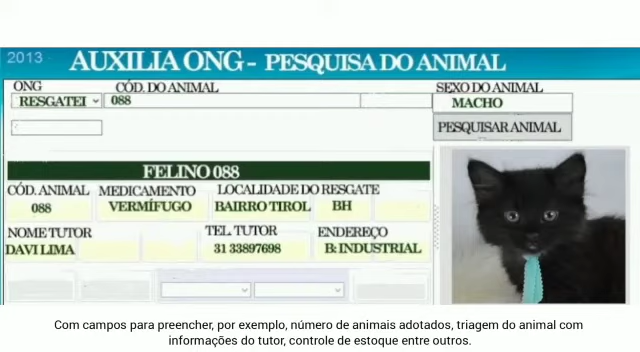 2013
AUXILIA ONG - PESQUISA DO ANIMAL
ONG CÓD. DO ANIMAL SEXO DO ANIMAL
RESGATEI 088 MACHO
PESQUISAR ANIMAL
FELINO 088
CÓD. ANIMAL MEDICAMENTO LOCALIDADE DO RESGATE
088 VERMÍFUGO BAIRRO TIROL BH
NOME TUTOR TEL. TUTOR ENDEREÇO
DAVI LIMA 31 33897698 B: INDUSTRIAL
Com campos para preencher, por exemplo, número de animais adotados, triagem do animal com
informações do tutor, controle de estoque entre outros.